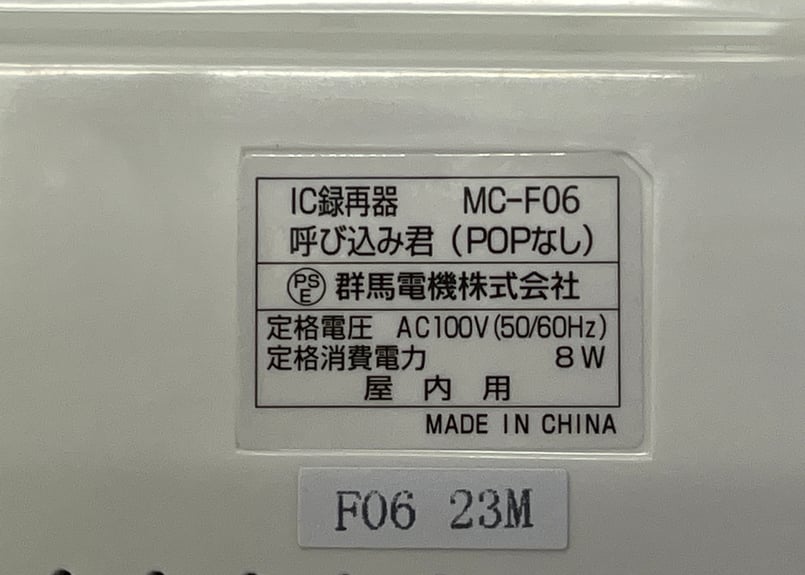 IC録再器 MC-F06
呼び込み君（POPなし）
PSE 群馬電機株式会社
定格電圧 AC100V(50/60Hz)
定格消費電力 8W
屋内用
MADE IN CHINA
F06 23M